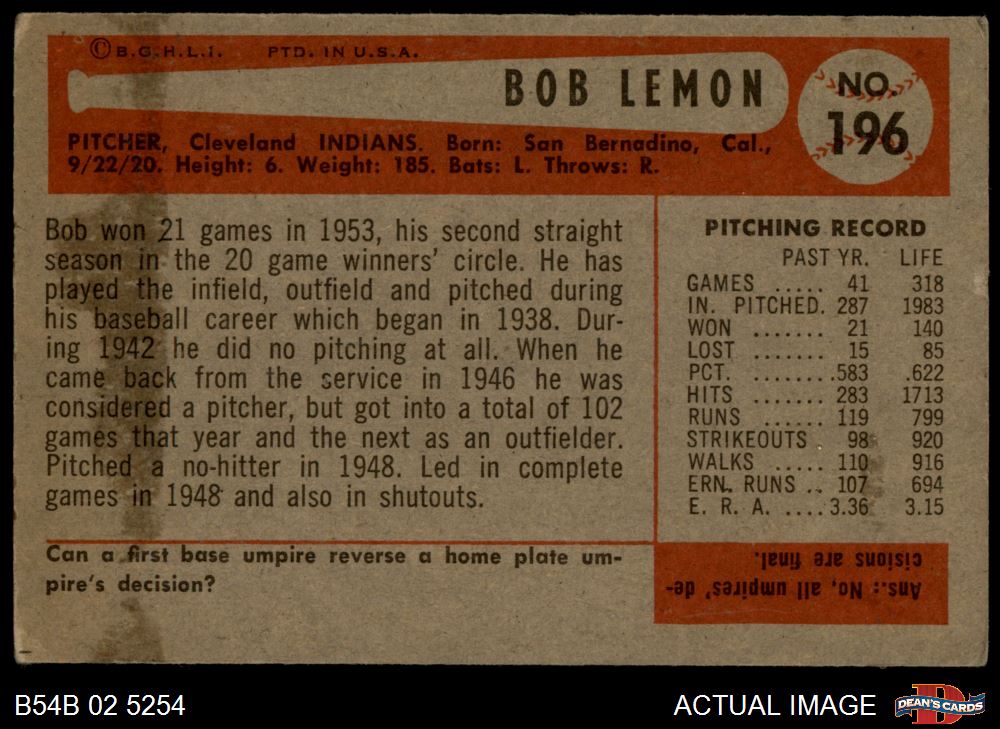 ©B.G.H.L.I. PTD. IN U.S.A.
BOB LEMON
NO.
196
PITCHER, Cleveland INDIANS. Born: San Bernadino, Cal.,
9/22/20. Height: 6. Weight: 185. Bats: L. Throws: R.
Bob won 21 games in 1953, his second straight
season in the 20 game winners' circle. He has
played the infield, outfield and pitched during
his baseball career which began in 1938. Dur-
ing 1942 he did no pitching at all. When he
came back from the service in 1946 he was
considered a pitcher, but got into a total of 102
games that year and the next as an outfielder.
Pitched a no-hitter in 1948. Led in complete
games in 1948 and also in shutouts.
PITCHING RECORD
PAST YR. LIFE
GAMES ..... 41 318
IN. PITCHED. 287 1983
WON ....... 21 140
LOST ....... 15 85
PCT. ........583 .622
HITS ....... 283 1713
RUNS ...... 119 799
STRIKEOUTS . 98 920
WALKS ..... 110 916
ERN. RUNS .. 107 694
E. R. A. ....3.36 3.15
Can a first base umpire reverse a home plate um-
pire's decision?
Ans.: No, all umpires' de-
cisions are final.
B54B 02 5254
ACTUAL IMAGE
DEAN'S CARDS